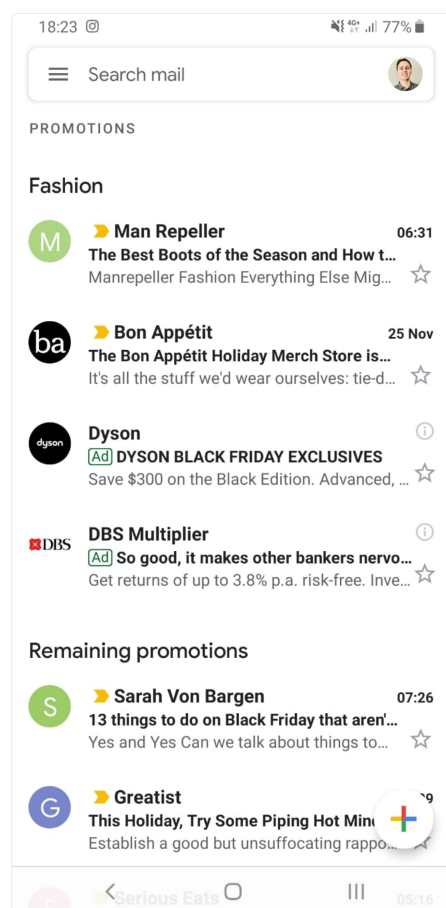 18:23 4G+ 77%
Search mail
PROMOTIONS
Fashion
M Man Repeller 06:31
The Best Boots of the Season and How t...
Manrepeller Fashion Everything Else Mig...
ba Bon Appétit 25 Nov
The Bon Appétit Holiday Merch Store is...
It's all the stuff we'd wear ourselves: tie-d...
dyson Dyson
Ad DYSON BLACK FRIDAY EXCLUSIVES
Save $300 on the Black Edition. Advanced, ...
DBS DBS Multiplier
Ad So good, it makes other bankers nervo...
Get returns of up to 3.8% p.a. risk-free. Inve...
Remaining promotions
S Sarah Von Bargen 07:26
13 things to do on Black Friday that aren'...
Yes and Yes Can we talk about things to...
G Greatist
This Holiday, Try Some Piping Hot Min
Establish a good but unsuffocating rappo...
S Serious Eats 05:16